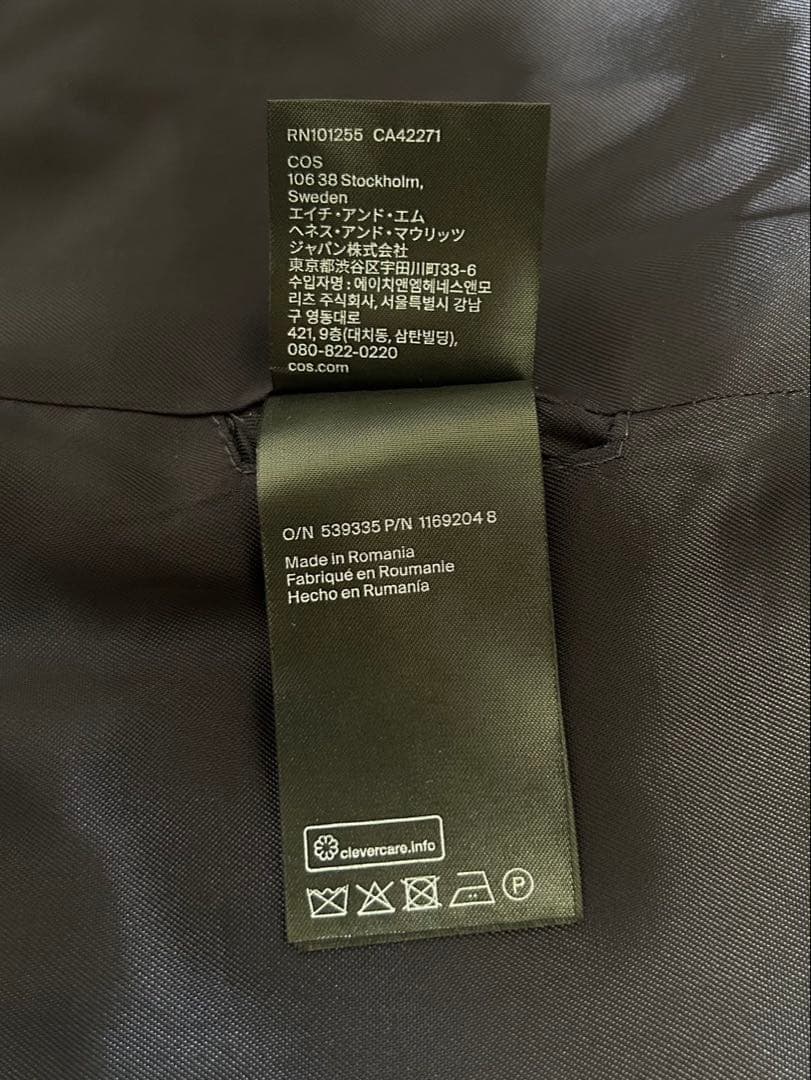 RN101255 CA42271
COS
106 38 Stockholm,
Sweden
エイチ・アンド・エム
ヘネス・アンド・マウリッツ
ジャパン株式会社
東京都渋谷区宇田川町33-6
수입자명 : 에이치앤엠헤네스앤모
리츠 주식회사, 서울특별시 강남
구 영동대로
421, 9층(대치동, 삼탄빌딩),
080-822-0220
cos.com
O/N 539335 P/N 1169204 8
Made in Romania
Fabriqué en Roumanie
Hecho en Rumanía
clevercare.info
P